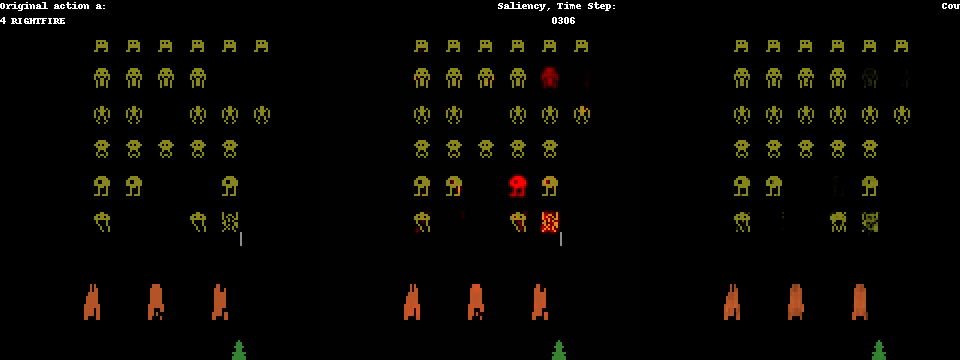 Original action a:
4 RIGHTFIRE
Saliency, Time Step:
0306
Cou